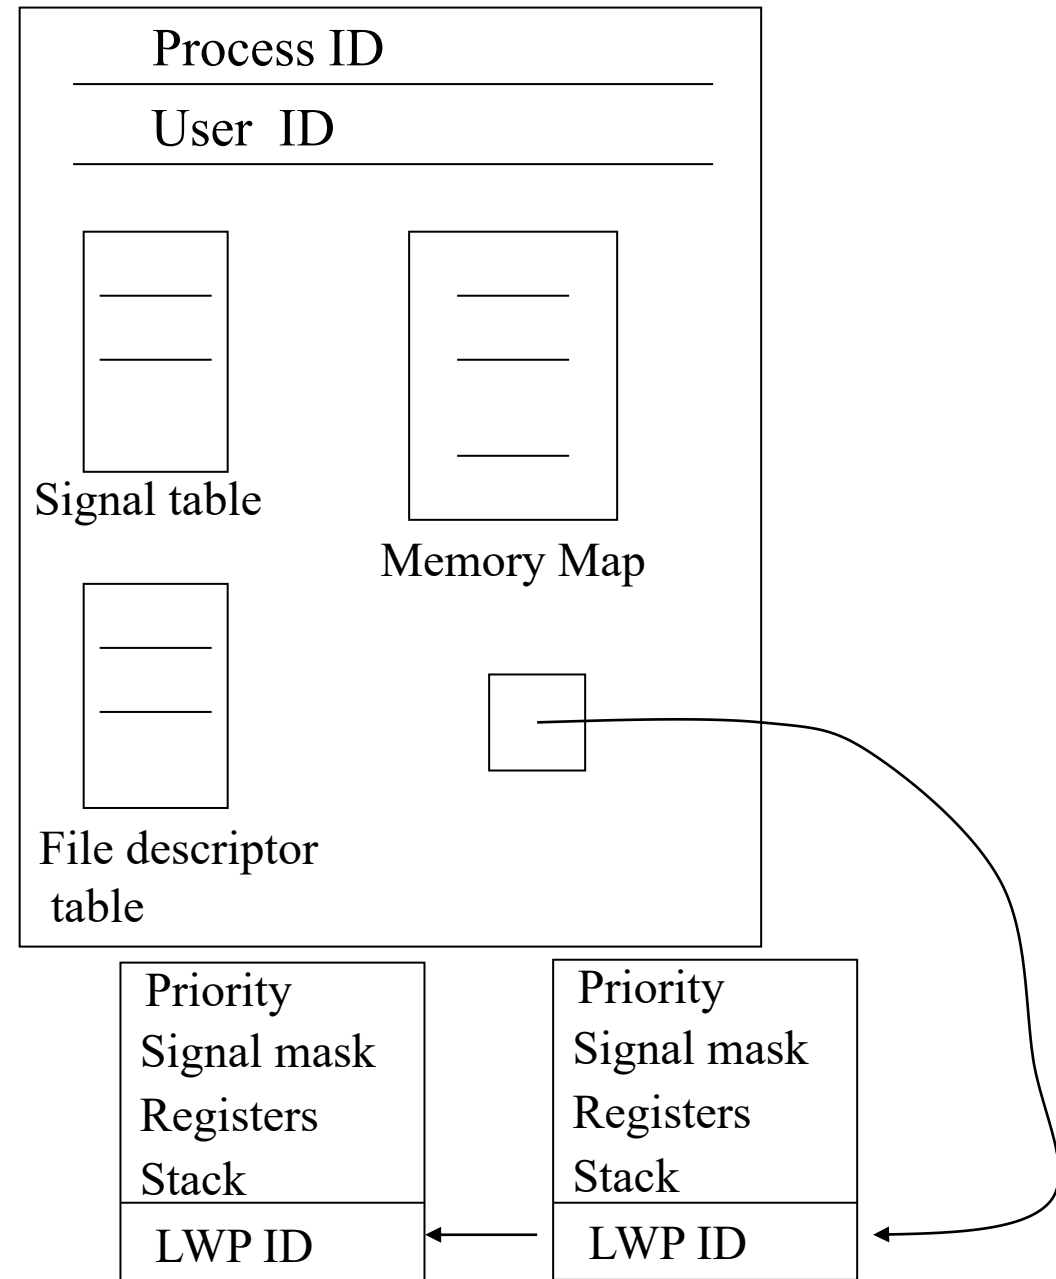 Process ID
User ID
Signal table
Memory Map
File descriptor
table
Priority
Signal mask
Registers
Stack
LWP ID
Priority
Signal mask
Registers
Stack
LWP ID